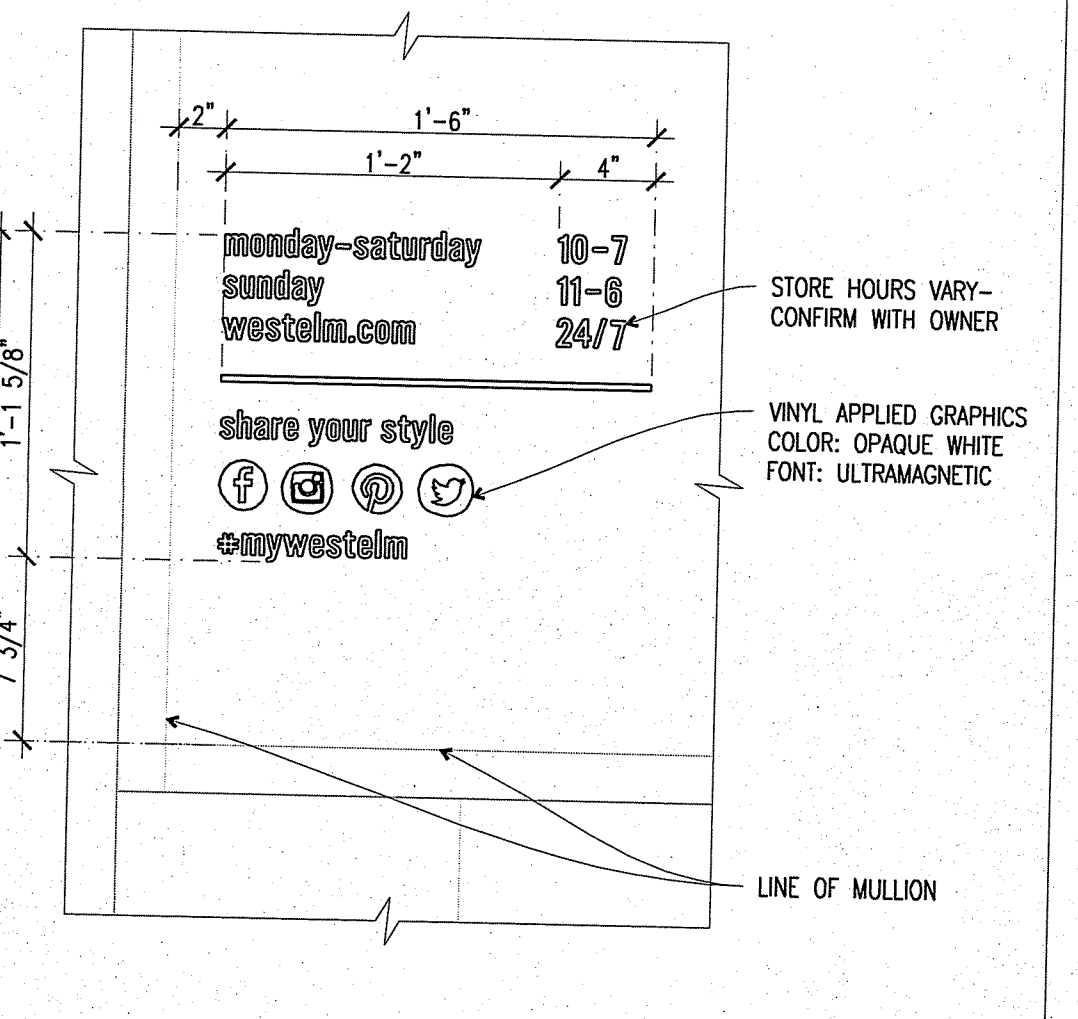 2" 1'-6"
1'-2" 4"
monday-saturday 10-7
sunday 11-6
westelm.com 24/7
share your style
#mywestelm
1'-1 5/8"
3/4"
STORE HOURS VARY-
CONFIRM WITH OWNER
VINYL APPLIED GRAPHICS
COLOR: OPAQUE WHITE
FONT: ULTRAMAGNETIC
LINE OF MULLION